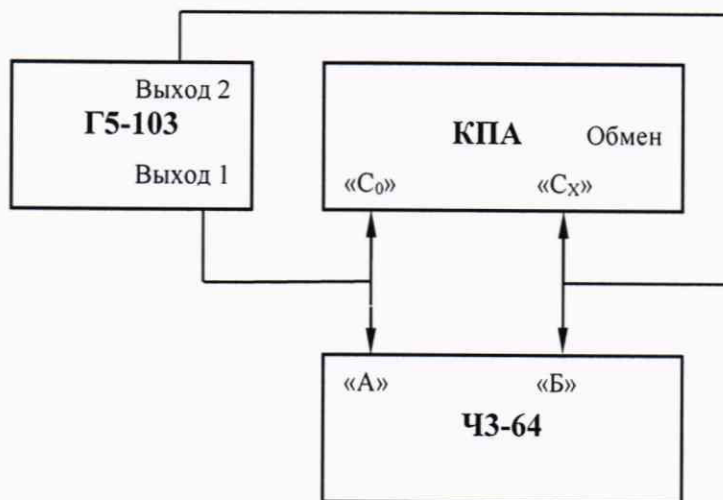 Выход 2
Г5-103
Выход 1
КПА
Обмен
«С₀»
«Сₓ»
«А»
«Б»
Ч3-64